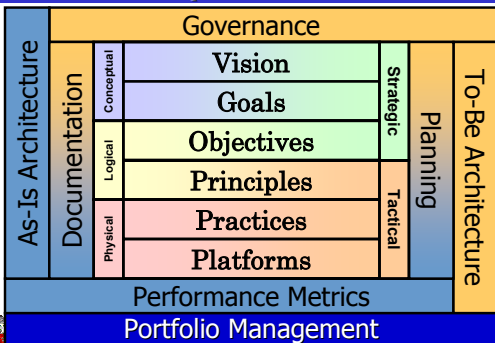 Governance
As-Is Architecture
Documentation
Conceptual
Logical
Physical
Vision
Goals
Objectives
Principles
Practices
Platforms
Strategic
Tactical
Planning
To-Be Architecture
Performance Metrics
Portfolio Management